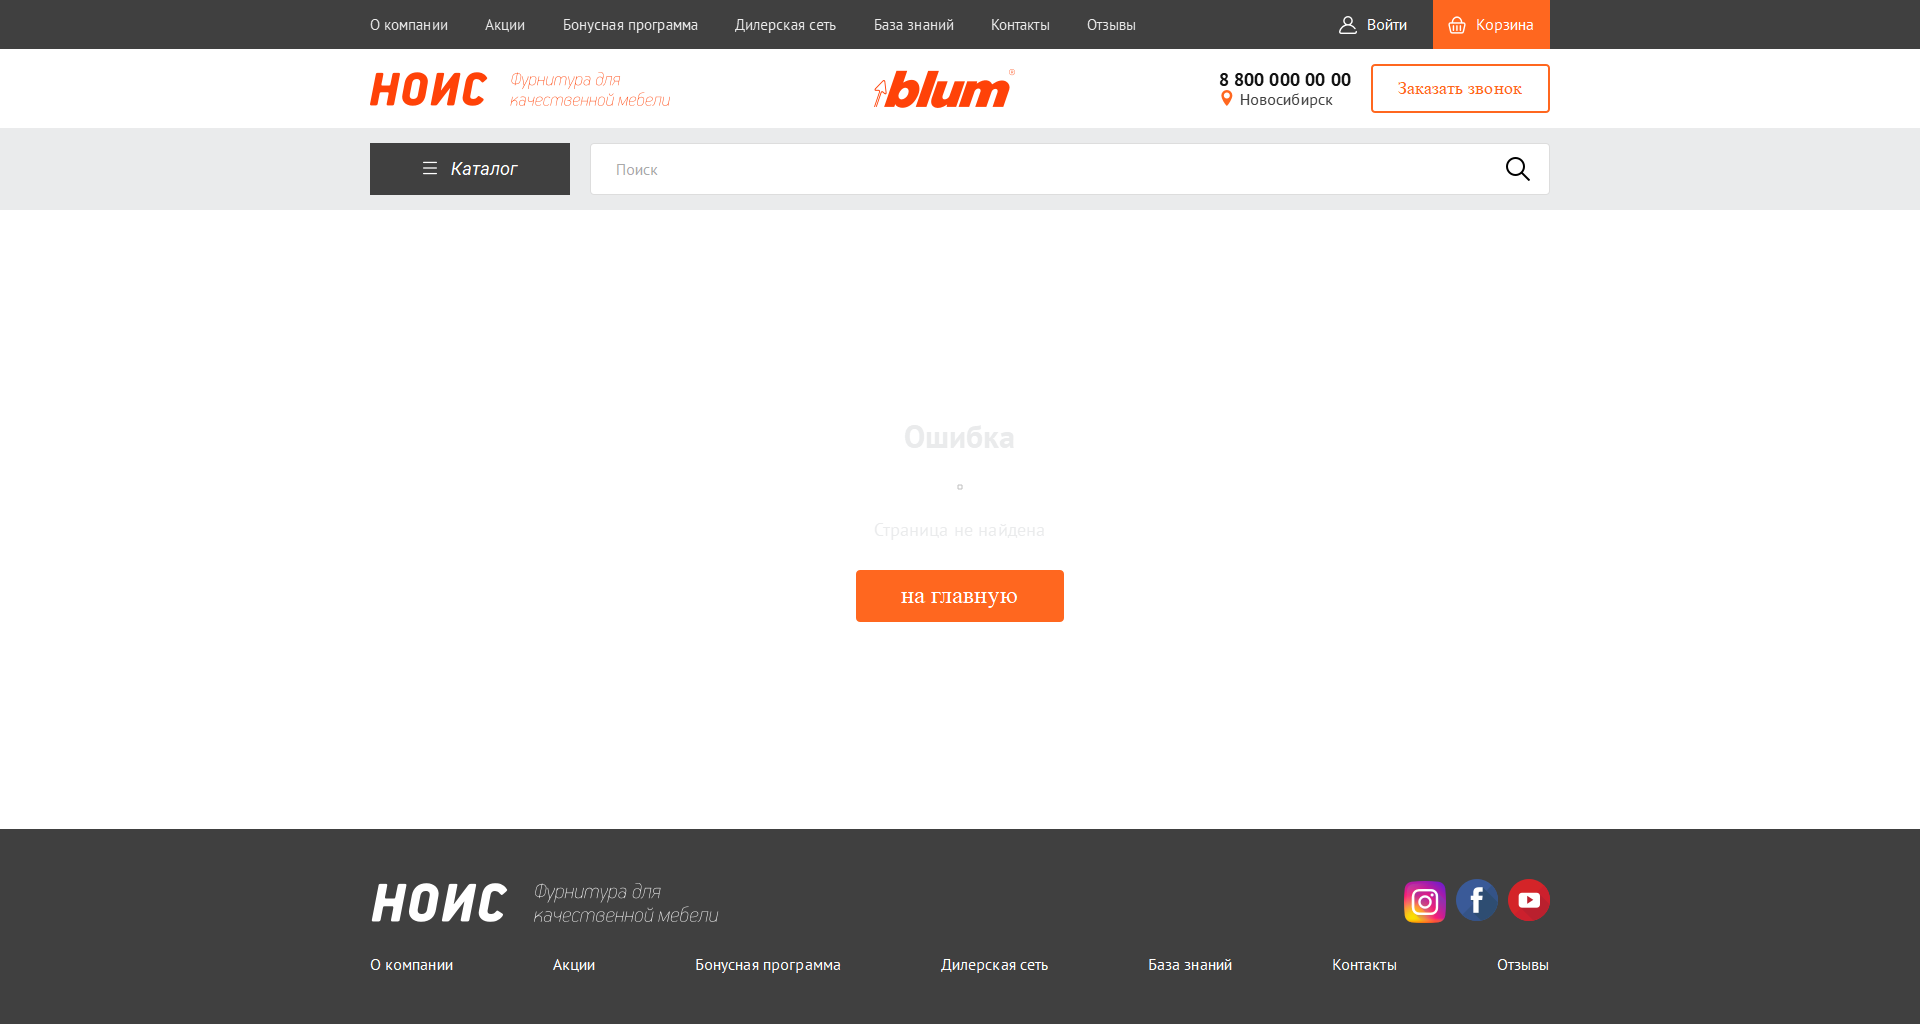 О компании Акции Бонусная программа Дилерская сеть База знаний Контакты Отзывы Войти Корзина
НОИС Фурнитура для качественной мебели
blum®
8 800 000 00 00
Новосибирск
Заказать звонок
Каталог
Поиск
Ошибка
Страница не найдена
на главную
НОИС Фурнитура для качественной мебели
О компании Акции Бонусная программа Дилерская сеть База знаний Контакты Отзывы